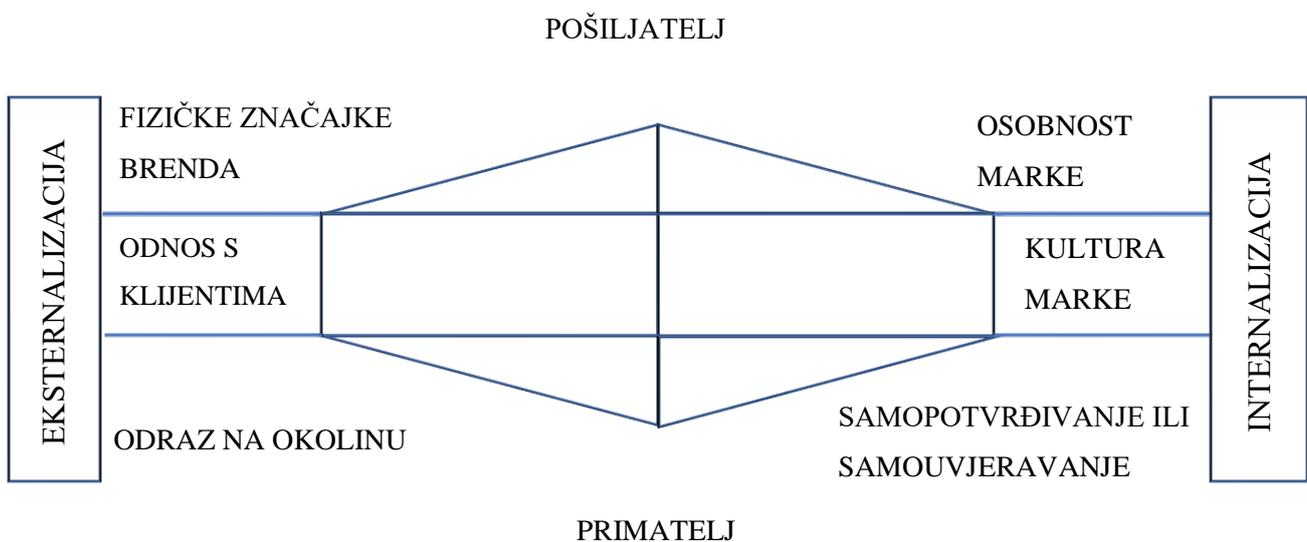 POŠILJATELJ
EKSTERNALIZACIJA
FIZIČKE ZNAČAJKE
BRENDA
OSOBNOST
MARKE
ODNOS S
KLIJENTIMA
KULTURA
MARKE
ODRAZ NA OKOLINU
SAMOPOTVRĐIVANJE ILI
SAMOUVJERAVANJE
INTERNALIZACIJA
PRIMATELJ